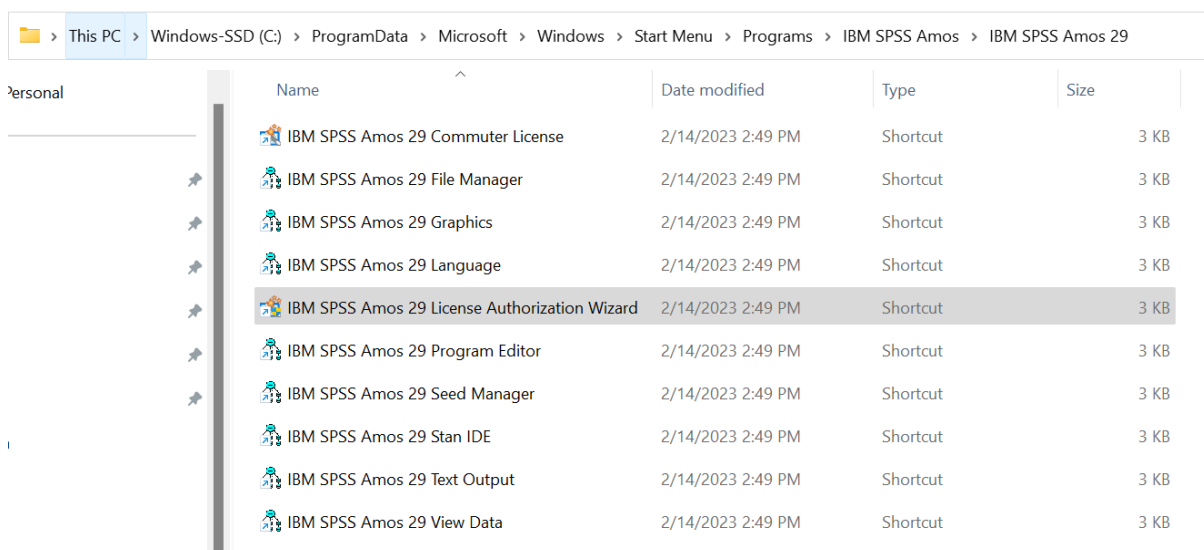 This PC > Windows-SSD (C:) > ProgramData > Microsoft > Windows > Start Menu > Programs > IBM SPSS Amos > IBM SPSS Amos 29
Personal
Name Date modified Type Size
IBM SPSS Amos 29 Commuter License 2/14/2023 2:49 PM Shortcut 3 KB
IBM SPSS Amos 29 File Manager 2/14/2023 2:49 PM Shortcut 3 KB
IBM SPSS Amos 29 Graphics 2/14/2023 2:49 PM Shortcut 3 KB
IBM SPSS Amos 29 Language 2/14/2023 2:49 PM Shortcut 3 KB
IBM SPSS Amos 29 License Authorization Wizard 2/14/2023 2:49 PM Shortcut 3 KB
IBM SPSS Amos 29 Program Editor 2/14/2023 2:49 PM Shortcut 3 KB
IBM SPSS Amos 29 Seed Manager 2/14/2023 2:49 PM Shortcut 3 KB
IBM SPSS Amos 29 Stan IDE 2/14/2023 2:49 PM Shortcut 3 KB
IBM SPSS Amos 29 Text Output 2/14/2023 2:49 PM Shortcut 3 KB
IBM SPSS Amos 29 View Data 2/14/2023 2:49 PM Shortcut 3 KB